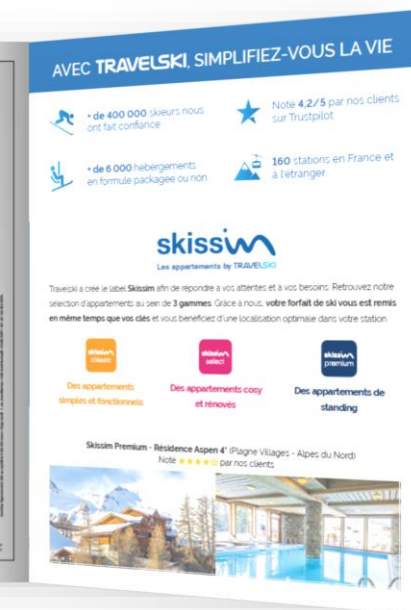 AVEC TRAVELSKI, SIMPLIFIEZ-VOUS LA VIE
+ de 400 000 skieurs nous
ont fait confiance
Noté 4,2/5 par nos clients
sur Trustpilot
+ de 6 000 hébergements
en formule packagée ou non
160 stations en France et
à l'étranger
skissim
Les appartements by TRAVELSKI
Travelski a créé le label Skissim afin de répondre à vos attentes et à vos besoins. Retrouvez notre
sélection d'appartements au sein de 3 gammes. Grâce à nous, votre forfait de ski vous est remis
en même temps que vos clés et vous bénéficiez d'une localisation optimale dans votre station.
skissim
classic
skissim
select
skissim
premium
Des appartements
simples et fonctionnels
Des appartements cosy
et rénovés
Des appartements de
standing
Skissim Premium - Résidence Aspen 4* (Plagne Villages - Alpes du Nord)
Noté ★★★★☆ par nos clients